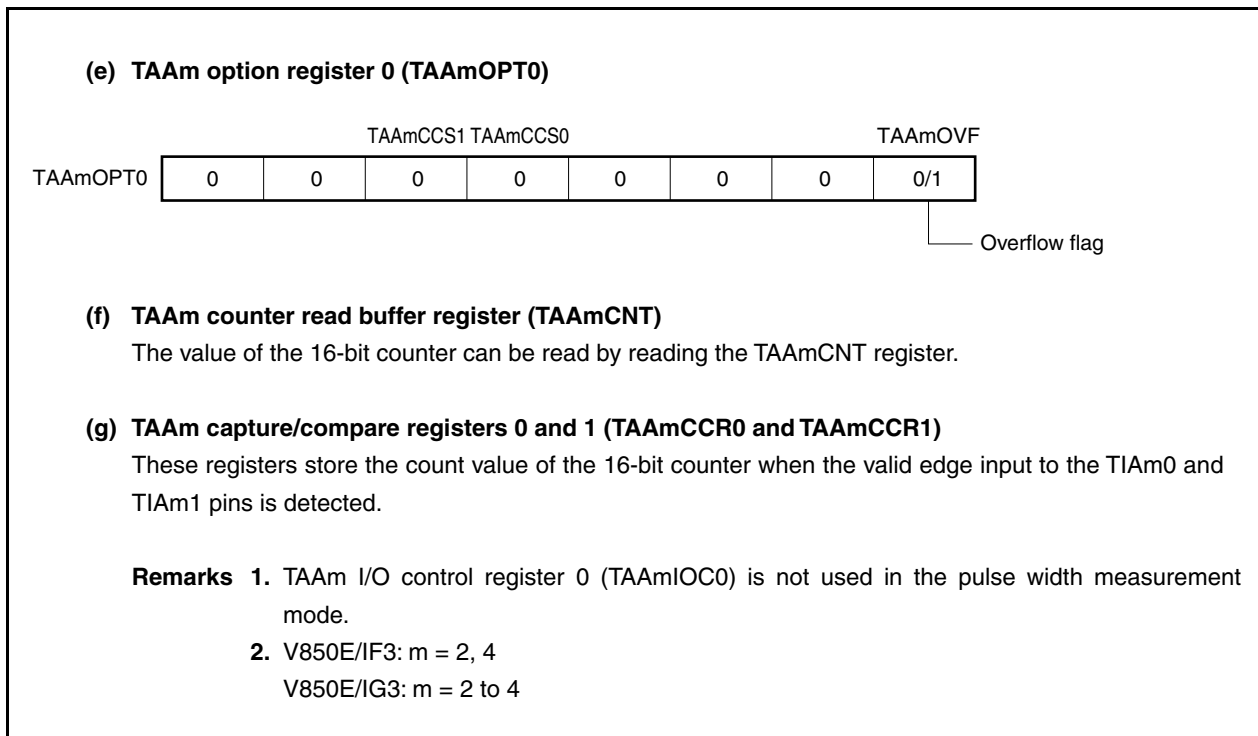 (e) TAAm option register 0 (TAAmOPT0)
TAAmCCS1 TAAmCCS0 TAAmOVF
TAAmOPT0 0 0 0 0 0 0 0 0/1
Overflow flag
(f) TAAm counter read buffer register (TAAmCNT)
The value of the 16-bit counter can be read by reading the TAAmCNT register.
(g) TAAm capture/compare registers 0 and 1 (TAAmCCR0 and TAAmCCR1)
These registers store the count value of the 16-bit counter when the valid edge input to the TIAm0 and
TIAm1 pins is detected.
Remarks 1. TAAm I/O control register 0 (TAAmIOC0) is not used in the pulse width measurement
mode.
2. V850E/IF3: m = 2, 4
V850E/IG3: m = 2 to 4